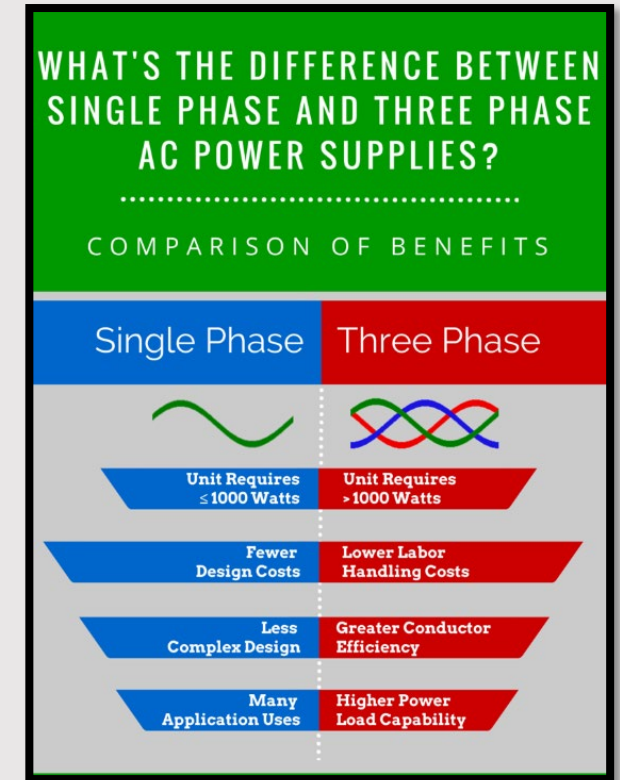 WHAT'S THE DIFFERENCE BETWEEN
SINGLE PHASE AND THREE PHASE
AC POWER SUPPLIES?
COMPARISON OF BENEFITS
Single Phase
Three Phase
Unit Requires
≤ 1000 Watts
Unit Requires
> 1000 Watts
Fewer
Design Costs
Lower Labor
Handling Costs
Less
Complex Design
Greater Conductor
Efficiency
Many
Application Uses
Higher Power
Load Capability